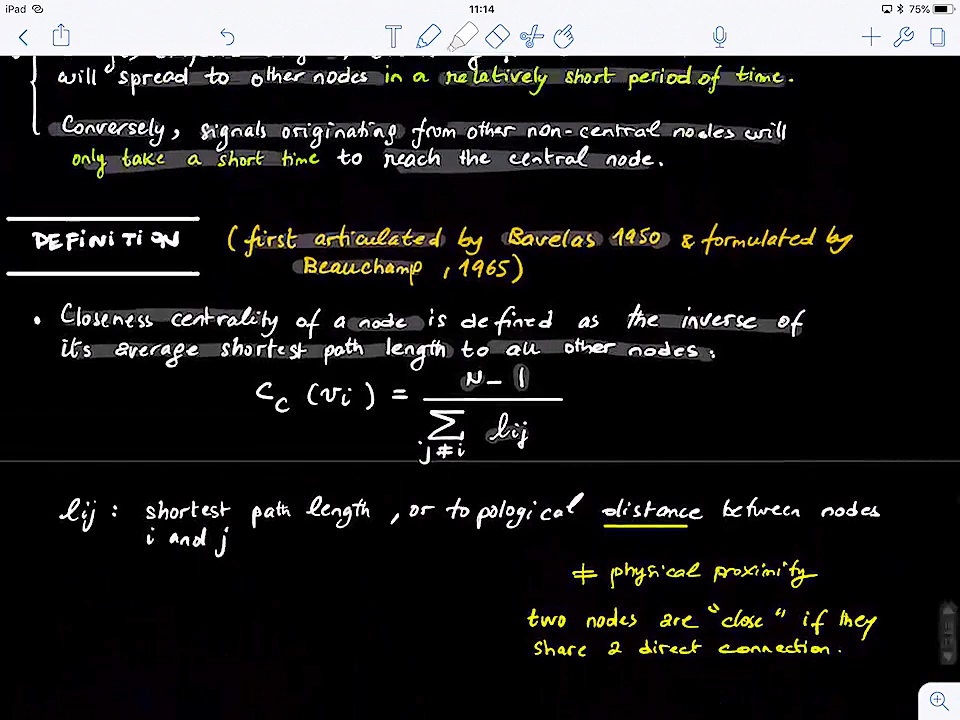 iPad
11:14
75%
T
will spread to other nodes in a relatively short period of time.
Conversely, signals originating from other non-central nodes will
only take a short time to reach the central node.
DEFINITION
(first articulated by Bavelas 1950 & formulated by
Beauchamp, 1965)
• Closeness centrality of a node is defined as the inverse of
its average shortest path length to all other nodes:
C_C (vi) = N - 1 / ∑ j≠i lij
lij : shortest path length, or topological distance between nodes
i and j
≠ physical proximity
two nodes are "close" if they
share a direct connection.